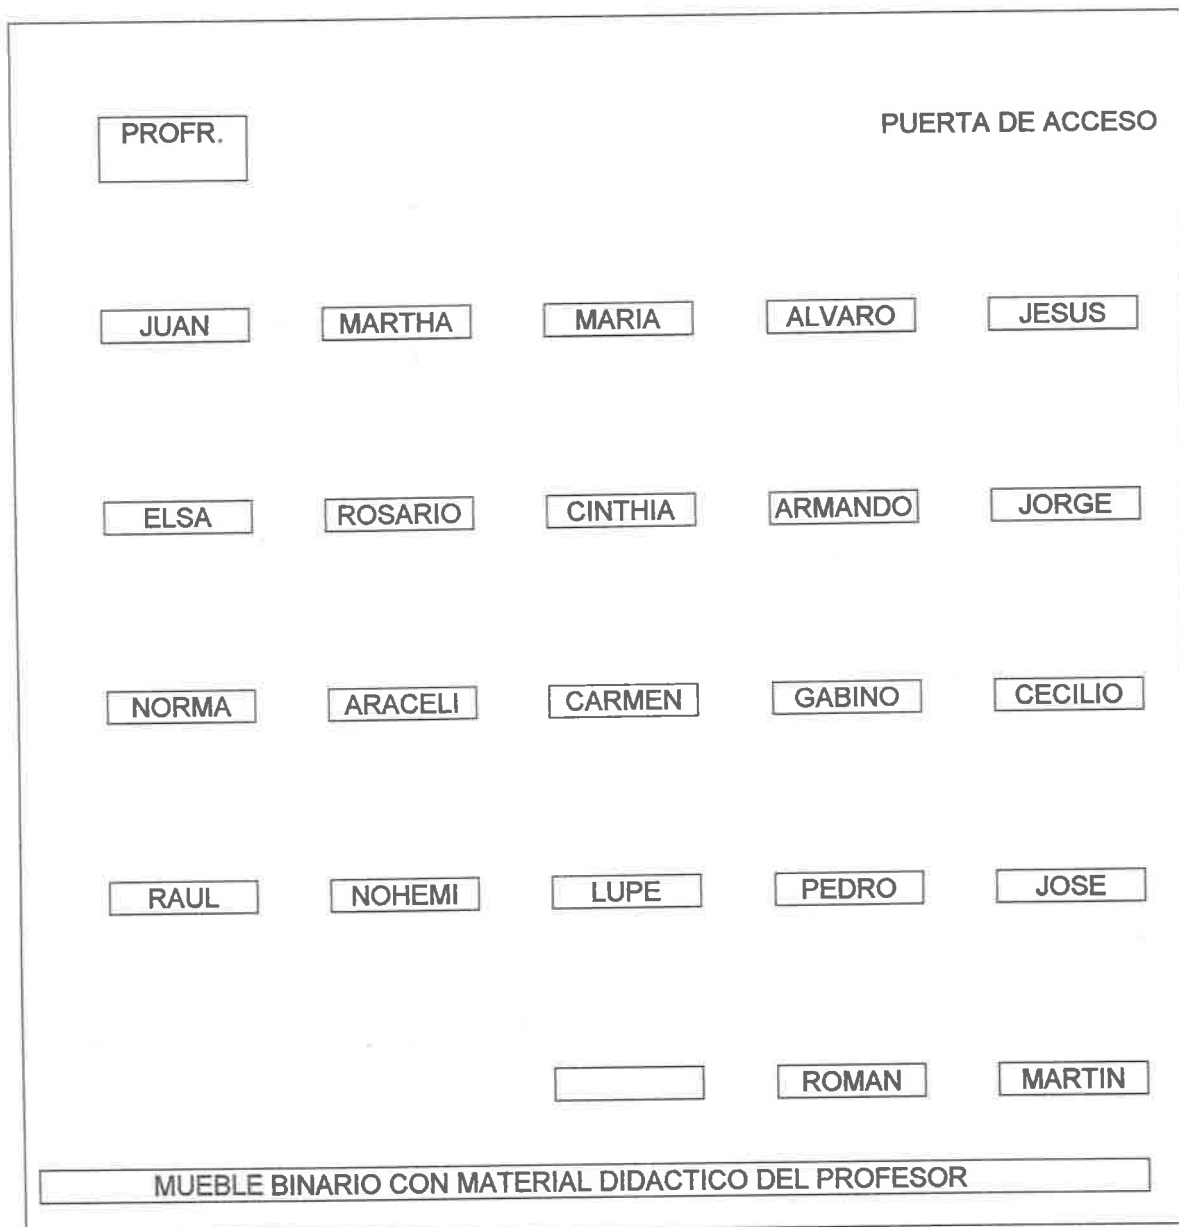 PROFR.
PUERTA DE ACCESO
JUAN MARTHA MARIA ALVARO JESUS
ELSA ROSARIO CINTHIA ARMANDO JORGE
NORMA ARACELI CARMEN GABINO CECILIO
RAUL NOHEMI LUPE PEDRO JOSE
ROMAN MARTIN
MUEBLE BINARIO CON MATERIAL DIDACTICO DEL PROFESOR